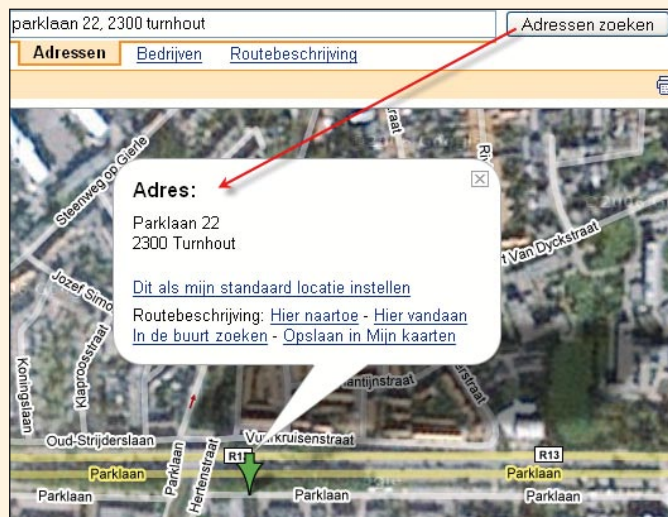 parklaan 22, 2300 turnhout
Adressen zoeken
Adressen Bedrijven Routebeschrijving
Steenweg op Gierle
Adres:
Parklaan 22
2300 Turnhout
t Van Dyckstraat
Dit als mijn standaard locatie instellen
Jozef Simo
Routebeschrijving: Hier naartoe - Hier vandaan
In de buurt zoeken - Opslaan in Mijn kaarten
Koningslaan
Klaproosstraat
antijnstraat
erstraat
Oud-Strijderslaan
Vuurkruisenstraat
R13
Parklaan
Parklaan
Parklaan
Hertenstraat
Parklaan
Parklaan
Parklaan